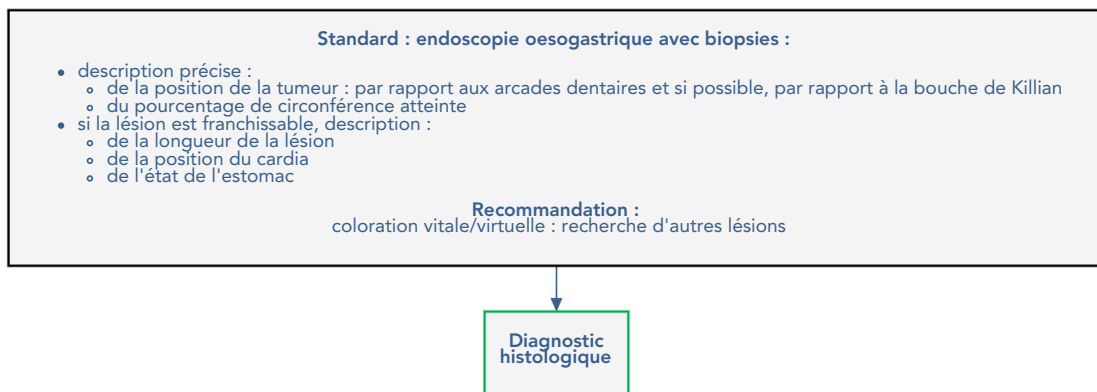 Standard : endoscopie oesogastrique avec biopsies :
• description précise :
∘ de la position de la tumeur : par rapport aux arcades dentaires et si possible, par rapport à la bouche de Killian
∘ du pourcentage de circonférence atteinte
• si la lésion est franchissable, description :
∘ de la longueur de la lésion
∘ de la position du cardia
∘ de l'état de l'estomac
Recommandation :
coloration vitale/virtuelle : recherche d'autres lésions
Diagnostic
histologique